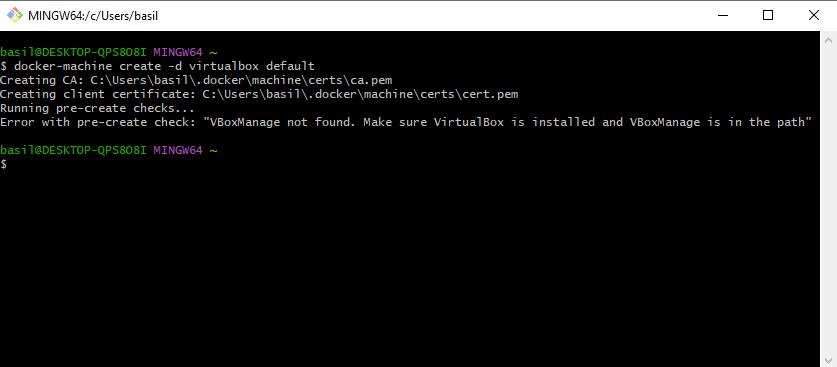 MINGW64:/c/Users/basil
basil@DESKTOP-QPS8O8I MINGW64 ~
$ docker-machine create -d virtualbox default
Creating CA: C:\Users\basil\.docker\machine\certs\ca.pem
Creating client certificate: C:\Users\basil\.docker\machine\certs\cert.pem
Running pre-create checks...
Error with pre-create check: "VBoxManage not found. Make sure VirtualBox is installed and VBoxManage is in the path"
basil@DESKTOP-QPS8O8I MINGW64 ~
$